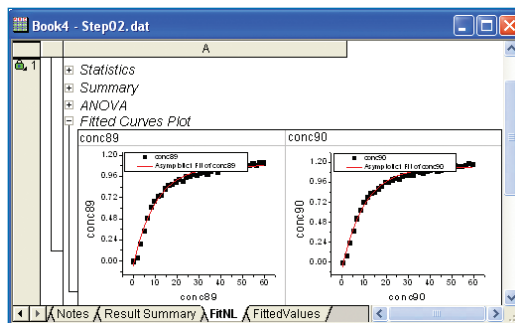 Book4 - Step02.dat
A
1
Statistics
Summary
ANOVA
Fitted Curves Plot
conc89
conc90
conc89
Asymptotic1 Fit of conc89
1.20
0.96
0.72
0.48
0.24
0.00
conc89
0 10 20 30 40 50 60
conc89
conc90
Asymptotic1 Fit of conc90
1.20
0.96
0.72
0.48
0.24
0.00
conc90
0 10 20 30 40 50 60
conc90
Notes
Result Summary
FitNL
FittedValues